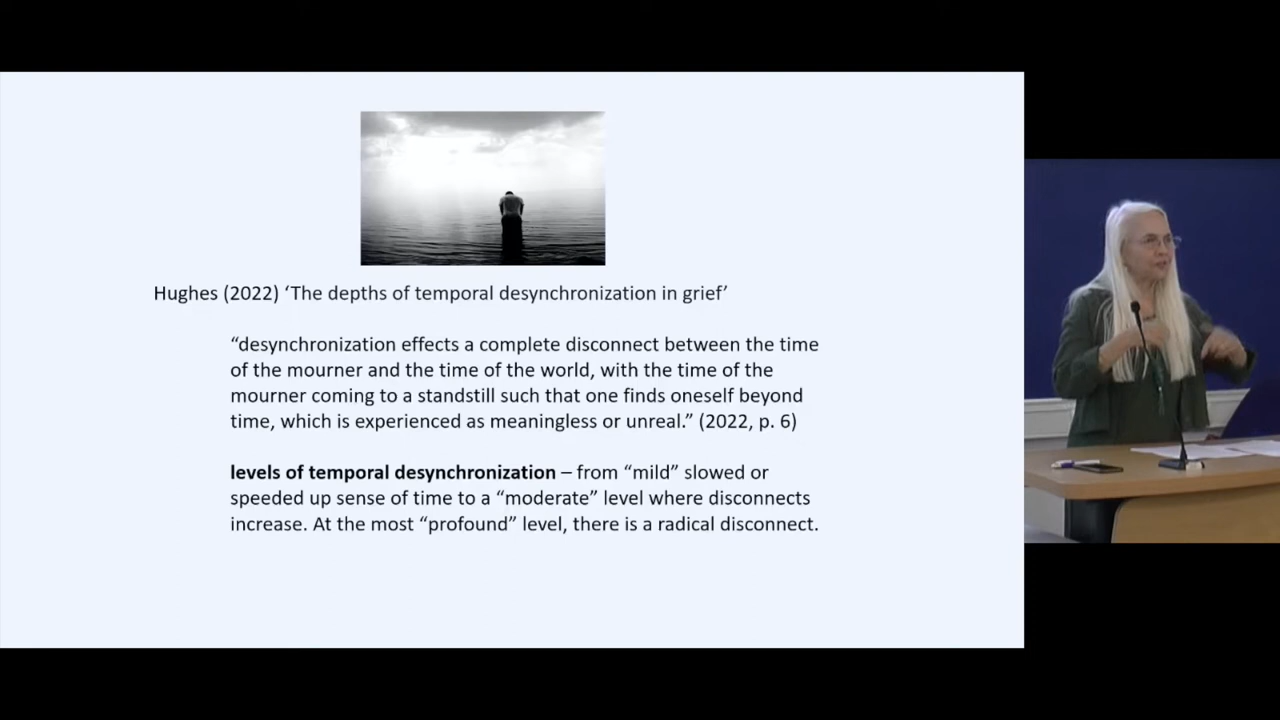 Hughes (2022) ‘The depths of temporal desynchronization in grief’
“desynchronization effects a complete disconnect between the time
of the mourner and the time of the world, with the time of the
mourner coming to a standstill such that one finds oneself beyond
time, which is experienced as meaningless or unreal.” (2022, p. 6)
levels of temporal desynchronization – from “mild” slowed or
speeded up sense of time to a “moderate” level where disconnects
increase. At the most “profound” level, there is a radical disconnect.